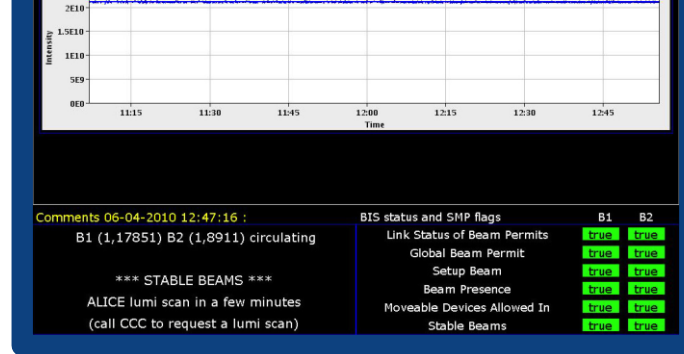 2E10
1.5E10
1E10
5E9
0E0
Intensity
11:15 11:30 11:45 12:00 12:15 12:30 12:45
Time
Comments 06-04-2010 12:47:16 :
B1 (1,17851) B2 (1,8911) circulating
*** STABLE BEAMS ***
ALICE lumi scan in a few minutes
(call CCC to request a lumi scan)
BIS status and SMP flags B1 B2
Link Status of Beam Permits true true
Global Beam Permit true true
Setup Beam true true
Beam Presence true true
Moveable Devices Allowed In true true
Stable Beams true true